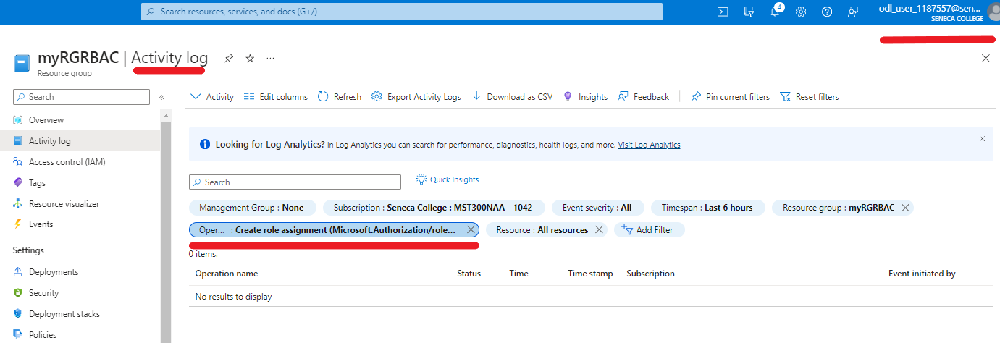 Search resources, services, and docs (G+/)
4
odl_user_1187557@sen...
SENECA COLLEGE
myRGRBAC | Activity log
...
Resource group
Search
«
Activity
Edit columns
Refresh
Export Activity Logs
Download as CSV
Insights
Feedback
Pin current filters
Reset filters
Overview
Activity log
Access control (IAM)
Tags
Resource visualizer
Events
Settings
Deployments
Security
Deployment stacks
Policies
Looking for Log Analytics? In Log Analytics you can search for performance, diagnostics, health logs, and more. Visit Log Analytics
Search
Quick Insights
Management Group : None
Subscription : Seneca College : MST300NAA - 1042
Event severity : All
Timespan : Last 6 hours
Resource group : myRGRBAC
Oper... : Create role assignment (Microsoft.Authorization/role...
Resource : All resources
Add Filter
0 items.
Operation name Status Time Time stamp Subscription Event initiated by
No results to display